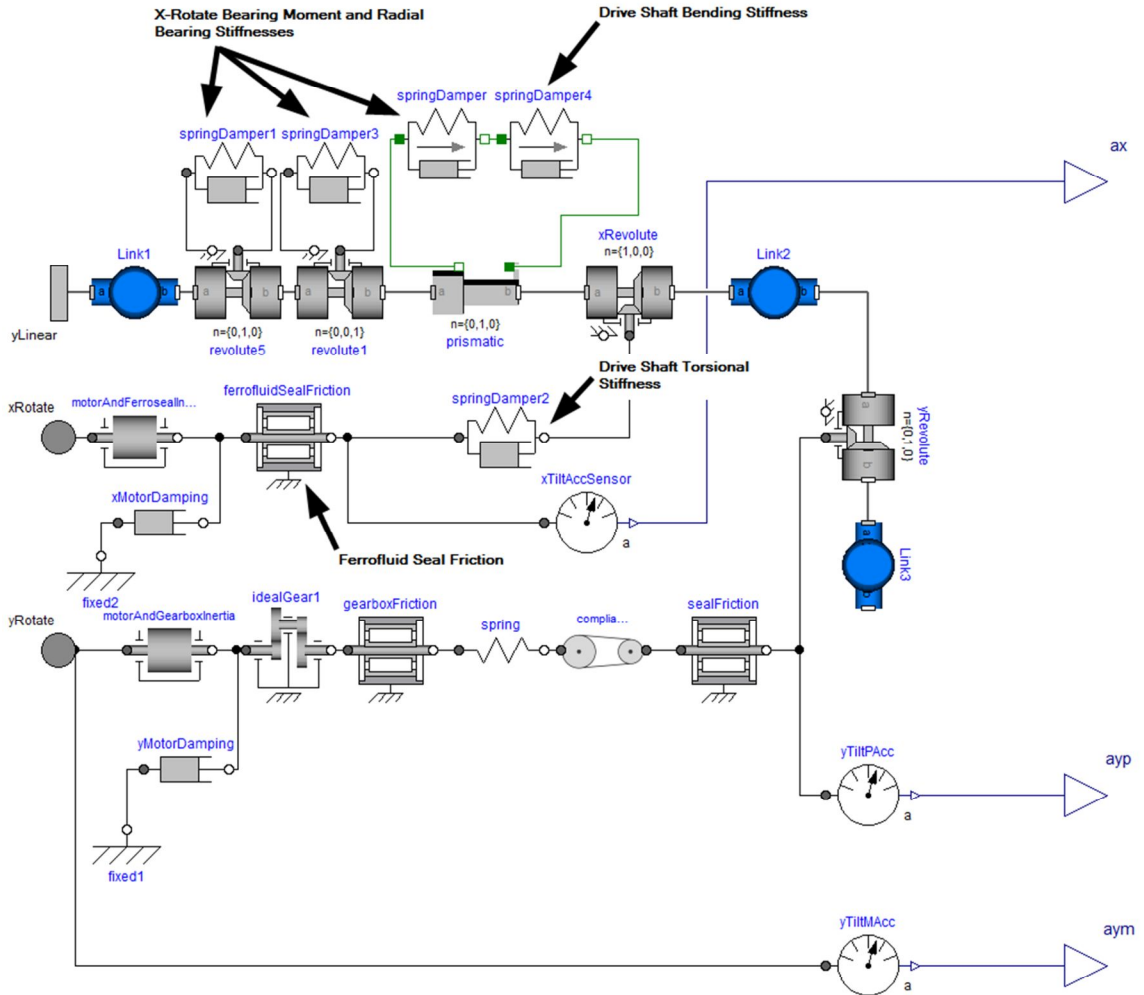 X-Rotate Bearing Moment and Radial
Bearing Stiffnesses
Drive Shaft Bending Stiffness
springDamper
springDamper4
springDamper1
springDamper3
ax
xRevolute
n={1,0,0}
Link1
Link2
a
b
a
b
a
b
a
b
a
b
a
b
yLinear
n={0,1,0}
revolute5
n={0,0,1}
revolute1
n={0,1,0}
prismatic
Drive Shaft Torsional
Stiffness
ferrofluidSealFriction
motorAndFerrosealIn...
springDamper2
xRotate
a
b
yRevolute
n={0,1,0}
xTiltAccSensor
xMotorDamping
a
Ferrofluid Seal Friction
a
b
Link3
fixed2
yRotate
motorAndGearboxInertia
idealGear1
gearboxFriction
spring
complia...
sealFriction
yMotorDamping
yTiltPAcc
ayp
a
fixed1
yTiltMAcc
aym
a